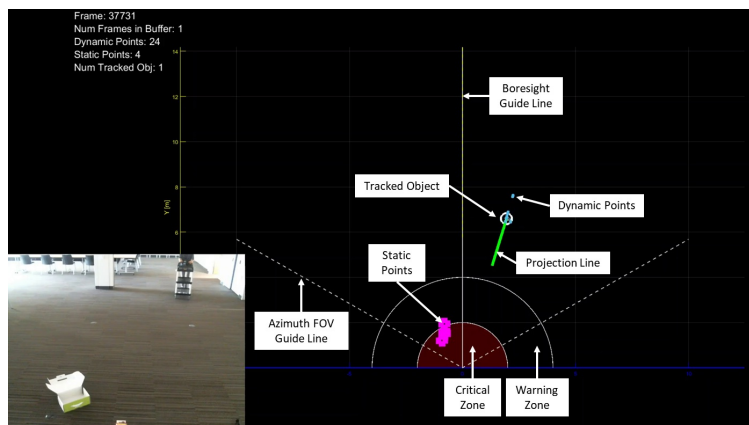 Frame: 37731
Num Frames in Buffer: 1
Dynamic Points: 24
Static Points: 4
Num Tracked Obj: 1
14
12
10
8
6
Y [m]
Boresight
Guide Line
Tracked Object
Dynamic Points
Projection Line
Static
Points
Azimuth FOV
Guide Line
Critical
Zone
Warning
Zone